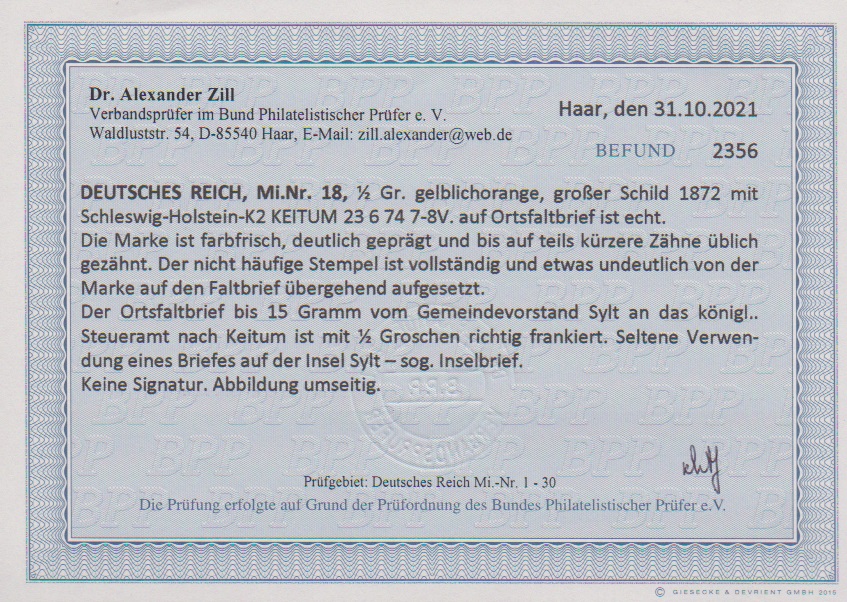 Dr. Alexander Zill
Verbandsprüfer im Bund Philatelistischer Prüfer e. V.
Waldluststr. 54, D-85540 Haar, E-Mail: zill.alexander@web.de
Haar, den 31.10.2021
BEFUND 2356
DEUTSCHES REICH, Mi.Nr. 18, ½ Gr. gelblichorange, großer Schild 1872 mit
Schleswig-Holstein-K2 KEITUM 23 6 74 7-8V. auf Ortsfaltbrief ist echt.
Die Marke ist farbfrisch, deutlich geprägt und bis auf teils kürzere Zähne üblich
gezähnt. Der nicht häufige Stempel ist vollständig und etwas undeutlich von der
Marke auf den Faltbrief übergehend aufgesetzt.
Der Ortsfaltbrief bis 15 Gramm vom Gemeindevorstand Sylt an das königl..
Steueramt nach Keitum ist mit ½ Groschen richtig frankiert. Seltene Verwen-
dung eines Briefes auf der Insel Sylt – sog. Inselbrief.
Keine Signatur. Abbildung umseitig.
Prüfgebiet: Deutsches Reich Mi.-Nr. 1 - 30
Die Prüfung erfolgte auf Grund der Prüfordnung des Bundes Philatelistischer Prüfer e.V.
© GIESECKE & DEVRIENT GMBH 2015